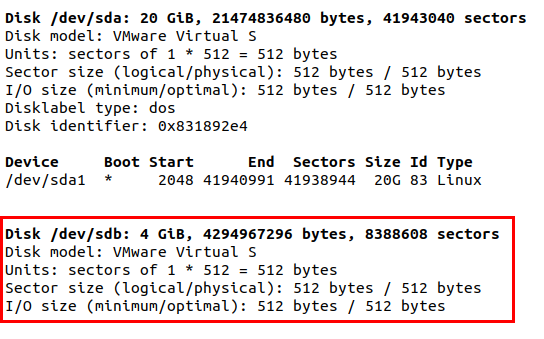 Disk /dev/sda: 20 GiB, 21474836480 bytes, 41943040 sectors
Disk model: VMware Virtual S
Units: sectors of 1 * 512 = 512 bytes
Sector size (logical/physical): 512 bytes / 512 bytes
I/O size (minimum/optimal): 512 bytes / 512 bytes
Disklabel type: dos
Disk identifier: 0x831892e4
Device     Boot Start      End  Sectors Size Id Type
/dev/sda1  *     2048 41940991 41938944  20G 83 Linux
Disk /dev/sdb: 4 GiB, 4294967296 bytes, 8388608 sectors
Disk model: VMware Virtual S
Units: sectors of 1 * 512 = 512 bytes
Sector size (logical/physical): 512 bytes / 512 bytes
I/O size (minimum/optimal): 512 bytes / 512 bytes